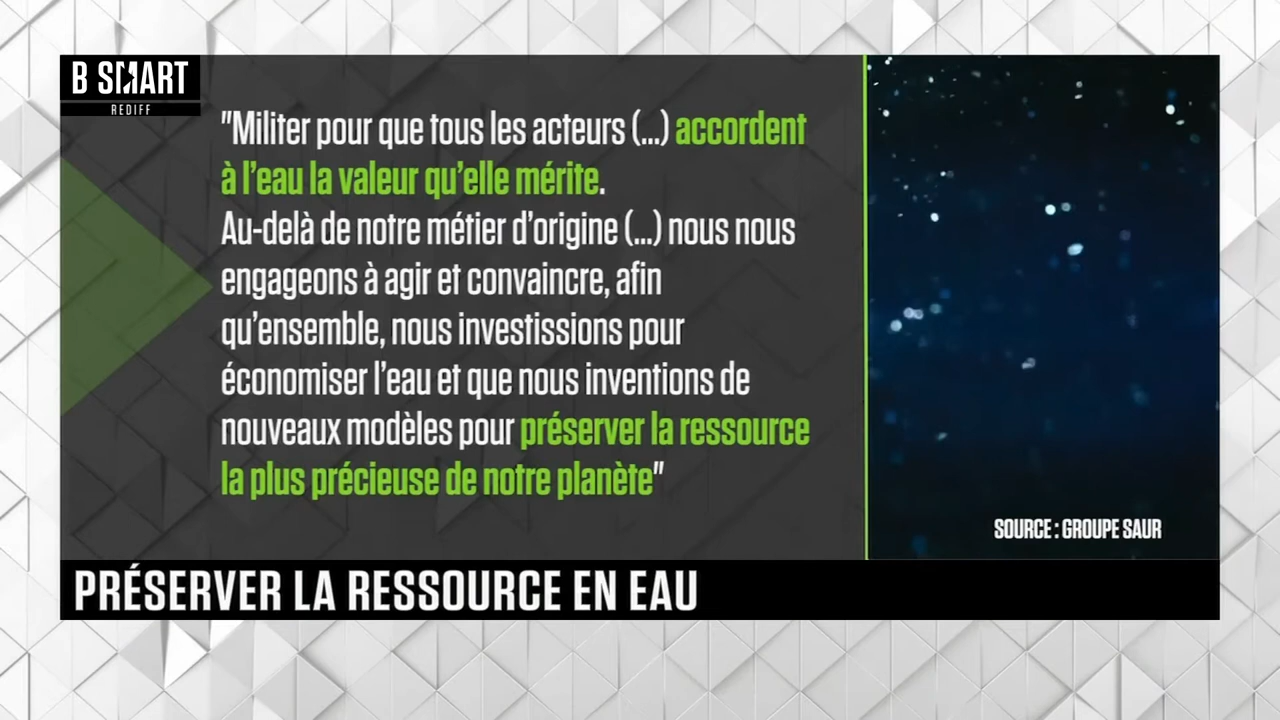 B SMART
REDIFF
"Militer pour que tous les acteurs (...) accordent
à l'eau la valeur qu'elle mérite.
Au-delà de notre métier d'origine (...) nous nous
engageons à agir et convaincre, afin
qu'ensemble, nous investissions pour
économiser l'eau et que nous inventions de
nouveaux modèles pour préserver la ressource
la plus précieuse de notre planète"
SOURCE : GROUPE SAUR
PRÉSERVER LA RESSOURCE EN EAU